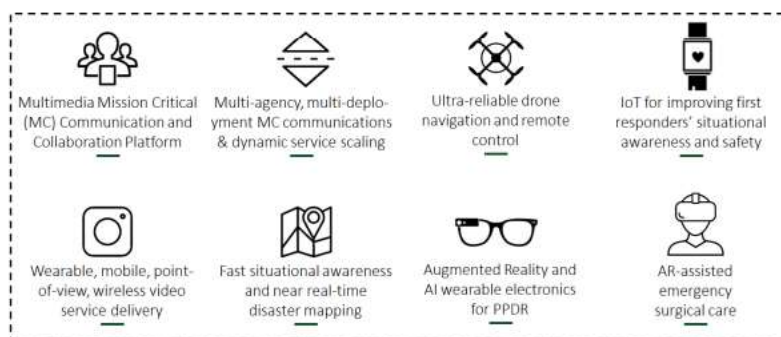 Multimedia Mission Critical
(MC) Communication and
Collaboration Platform
Multi-agency, multi-deplo-
yment MC communications
& dynamic service scaling
Ultra-reliable drone
navigation and remote
control
IoT for improving first
responders’ situational
awareness and safety
Wearable, mobile, point-
of-view, wireless video
service delivery
Fast situational awareness
and near real-time
disaster mapping
Augmented Reality and
AI wearable electronics
for PPDR
AR-assisted
emergency
surgical care